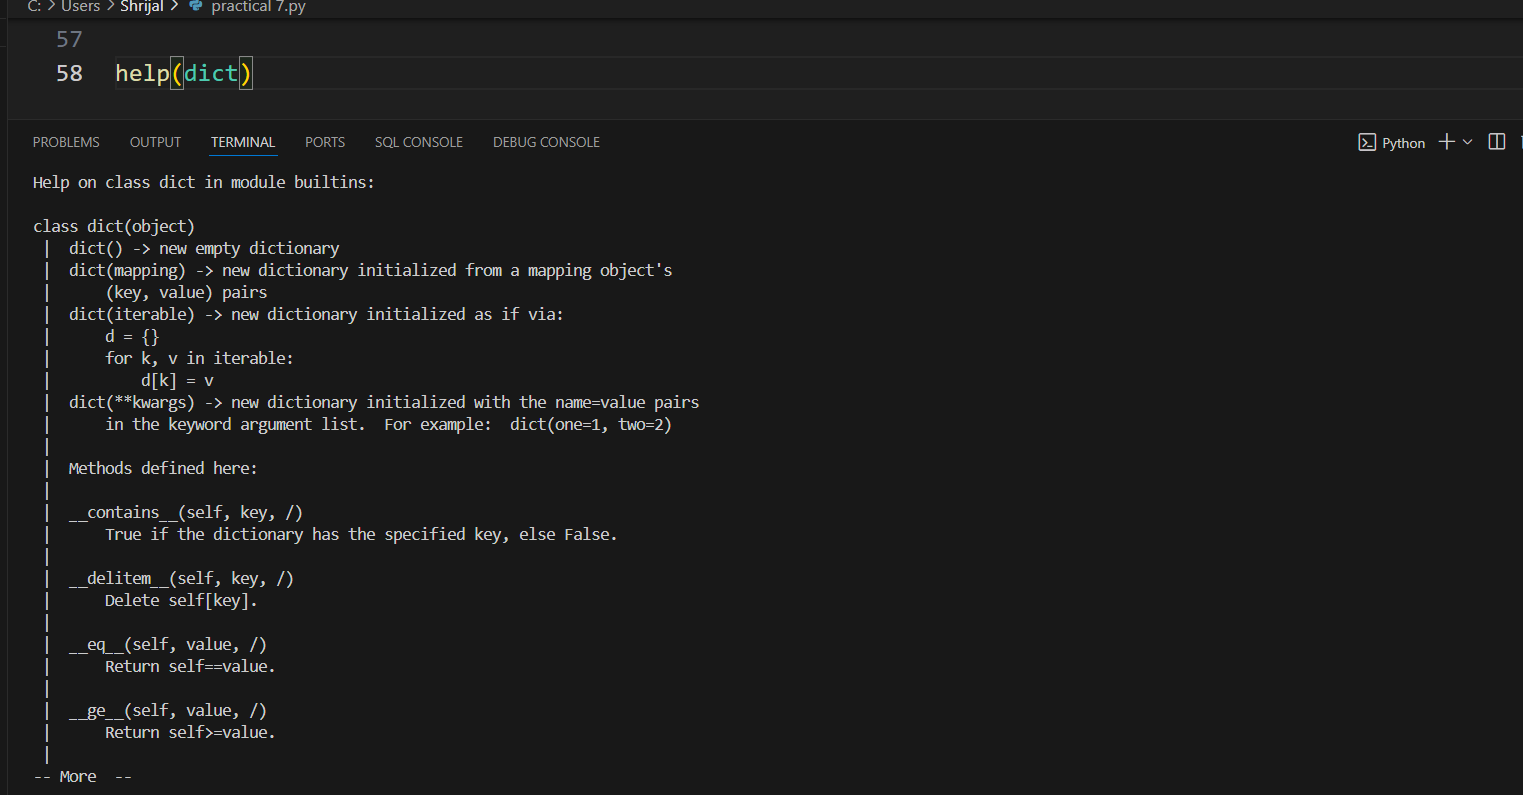 C: > Users > Shrijal > practical 7.py
57
58 help(dict)
PROBLEMS OUTPUT TERMINAL PORTS SQL CONSOLE DEBUG CONSOLE Python
Help on class dict in module builtins:
class dict(object)
 |  dict() -> new empty dictionary
 |  dict(mapping) -> new dictionary initialized from a mapping object's
 |      (key, value) pairs
 |  dict(iterable) -> new dictionary initialized as if via:
 |      d = {}
 |      for k, v in iterable:
 |          d[k] = v
 |  dict(**kwargs) -> new dictionary initialized with the name=value pairs
 |      in the keyword argument list.  For example:  dict(one=1, two=2)
 |
 |  Methods defined here:
 |
 |  __contains__(self, key, /)
 |      True if the dictionary has the specified key, else False.
 |
 |  __delitem__(self, key, /)
 |      Delete self[key].
 |
 |  __eq__(self, value, /)
 |      Return self==value.
 |
 |  __ge__(self, value, /)
 |      Return self>=value.
 |
-- More  --